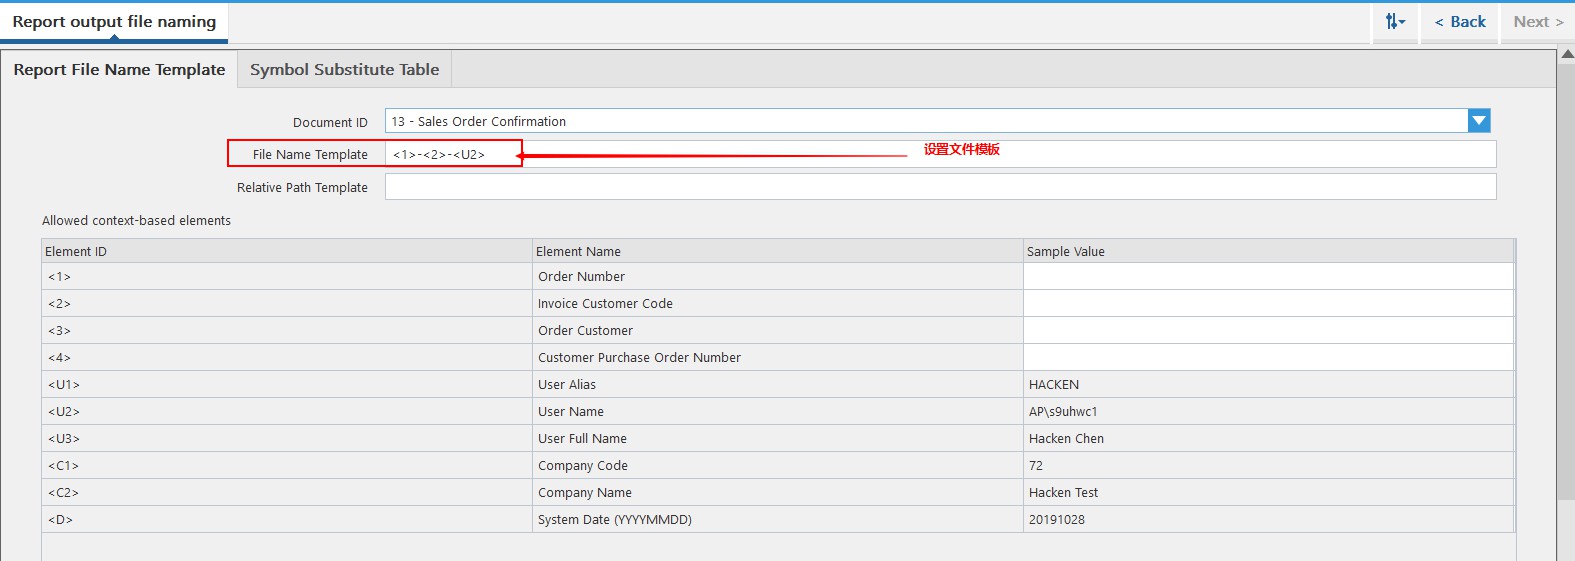 Report output file naming
< Back
Next >
Report File Name Template
Symbol Substitute Table
Document ID
13 - Sales Order Confirmation
File Name Template
<1>-<2>-<U2>
设置文件模板
Relative Path Template
Allowed context-based elements
Element ID Element Name Sample Value
<1> Order Number
<2> Invoice Customer Code
<3> Order Customer
<4> Customer Purchase Order Number
<U1> User Alias HACKEN
<U2> User Name AP\s9uhwc1
<U3> User Full Name Hacken Chen
<C1> Company Code 72
<C2> Company Name Hacken Test
<D> System Date (YYYYMMDD) 20191028